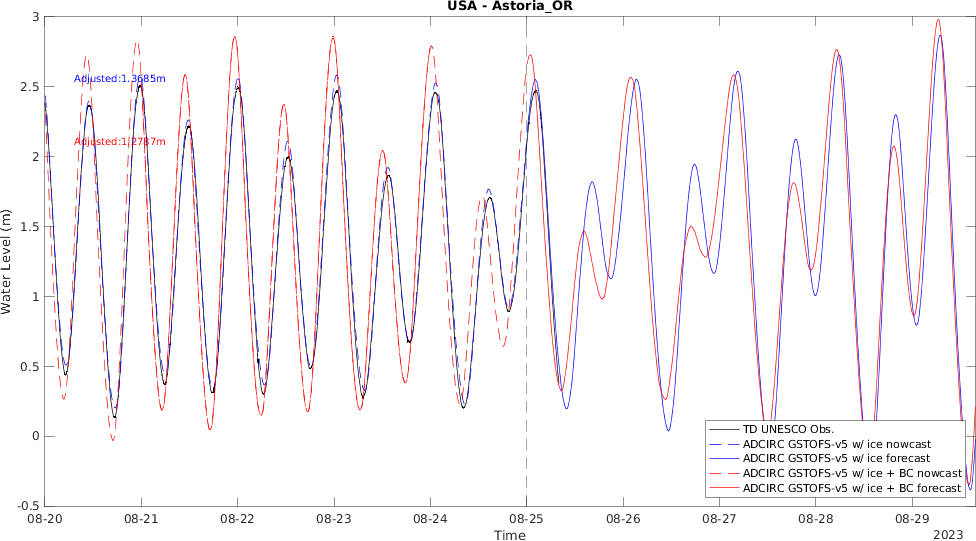 USA - Astoria_OR
Water Level (m)
3
2.5
2
1.5
1
0.5
0
-0.5
Adjusted:1.3685m
Adjusted:1.2787m
TD UNESCO Obs.
ADCIRC GSTOFS-v5 w/ ice nowcast
ADCIRC GSTOFS-v5 w/ ice forecast
ADCIRC GSTOFS-v5 w/ ice + BC nowcast
ADCIRC GSTOFS-v5 w/ ice + BC forecast
08-20 08-21 08-22 08-23 08-24 08-25 08-26 08-27 08-28 08-29
Time
2023